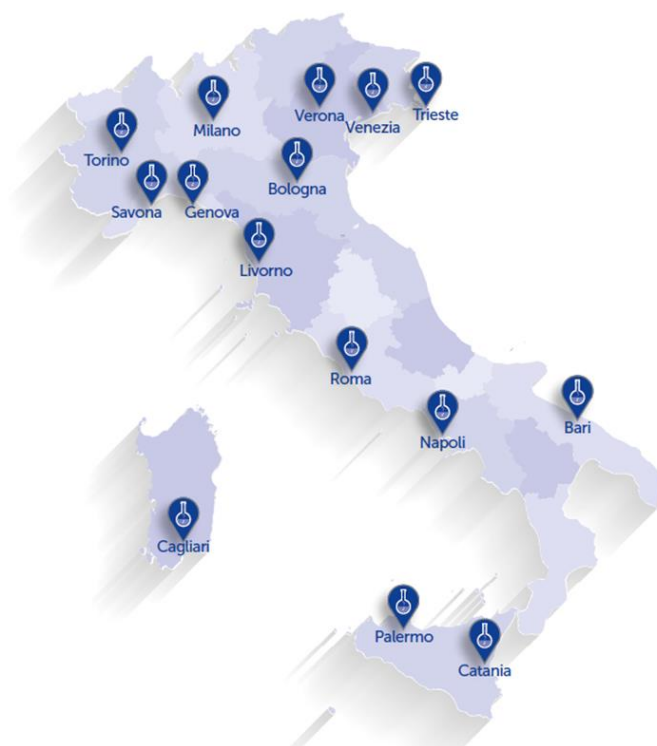 Verona
Trieste
Milano
Venezia
Torino
Bologna
Savona
Genova
Livorno
Roma
Napoli
Bari
Cagliari
Palermo
Catania